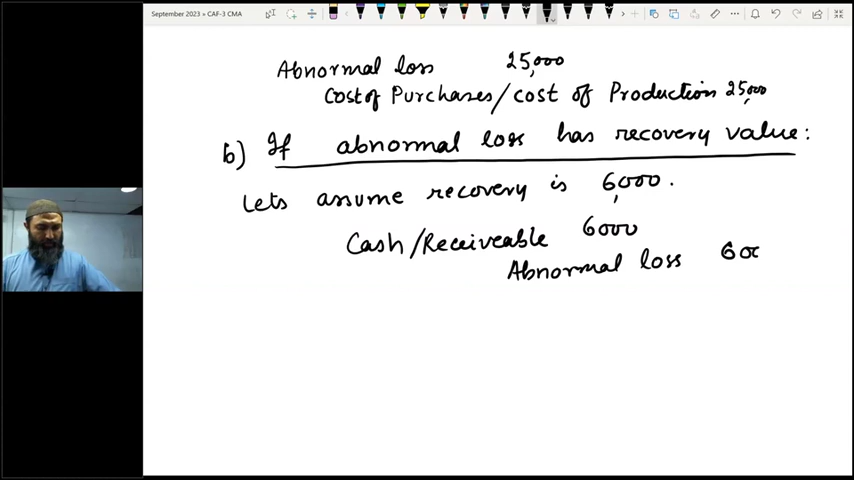 September 2023 » CAF-3 CMA
Abnormal loss 25,000
Cost of Purchases/cost of Production 25,000
b) If abnormal loss has recovery value:
Lets assume recovery is 6,000.
Cash/Receiveable 6000
Abnormal loss 600